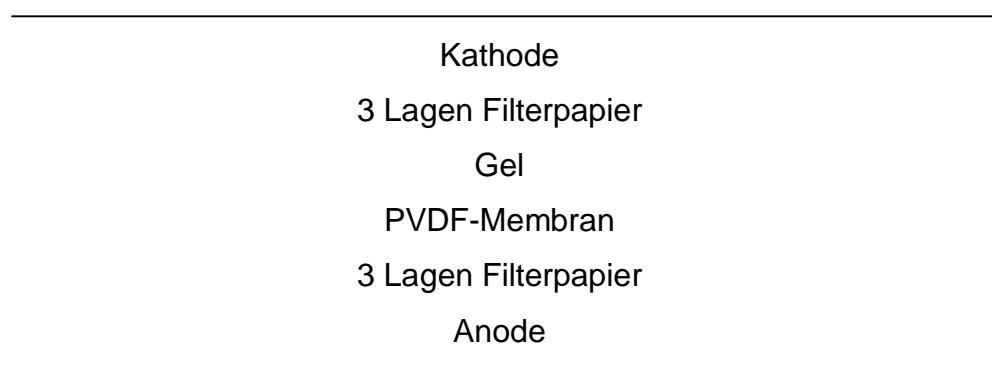 Kathode
3 Lagen Filterpapier
Gel
PVDF-Membran
3 Lagen Filterpapier
Anode